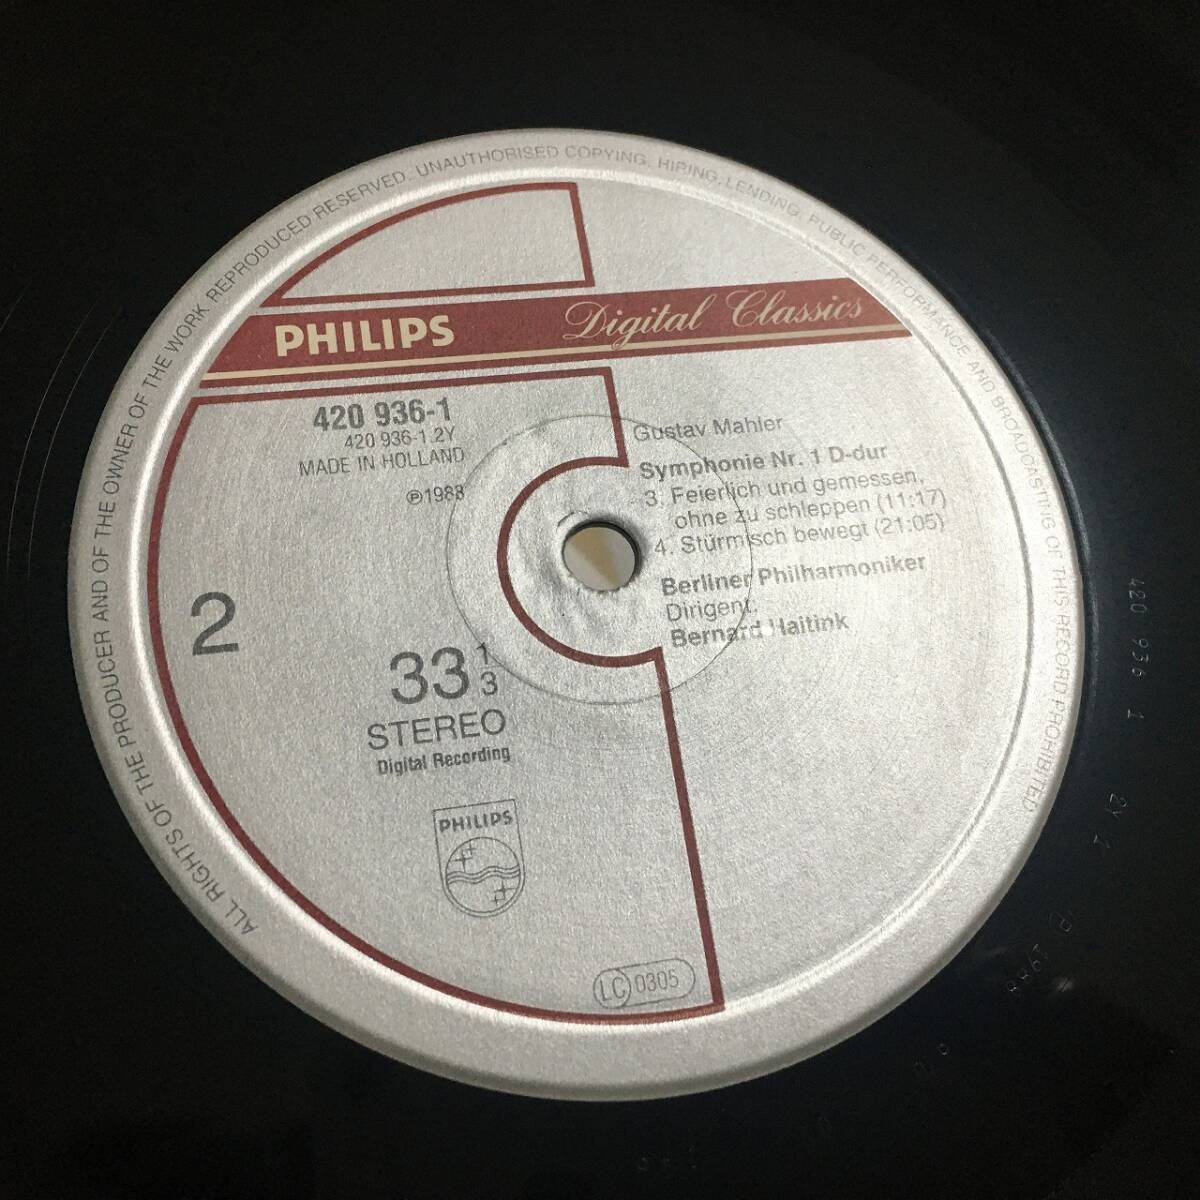 ALL RIGHTS OF THE PRODUCER AND OF THE OWNER OF THE WORK REPRODUCED RESERVED. UNAUTHORISED COPYING, HIRING, LENDING, PUBLIC PERFORMANCE AND BROADCASTING OF THIS RECORD PROHIBITED
PHILIPS Digital Classics
420 936-1
420 936-1.2Y
MADE IN HOLLAND
℗1988
Gustav Mahler
Symphonie Nr. 1 D-dur
3. Feierlich und gemessen,
ohne zu schleppen (11:17)
4. Stürmisch bewegt (21:05)
Berliner Philharmoniker
Dirigent:
Bernard Haitink
2
33 1/3
STEREO
Digital Recording
PHILIPS
LC 0305
420 936 1 2Y 1 P 1988